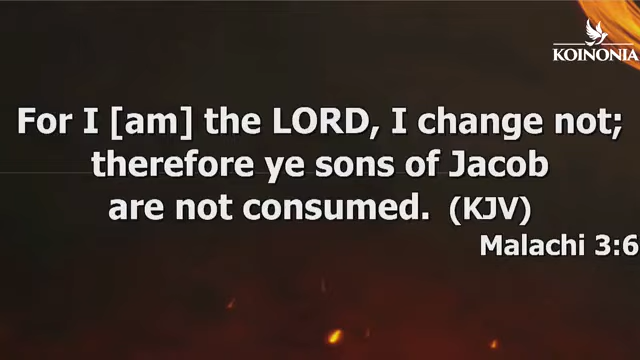 KOINONIA
For I [am] the LORD, I change not;
therefore ye sons of Jacob
are not consumed. (KJV)
Malachi 3:6